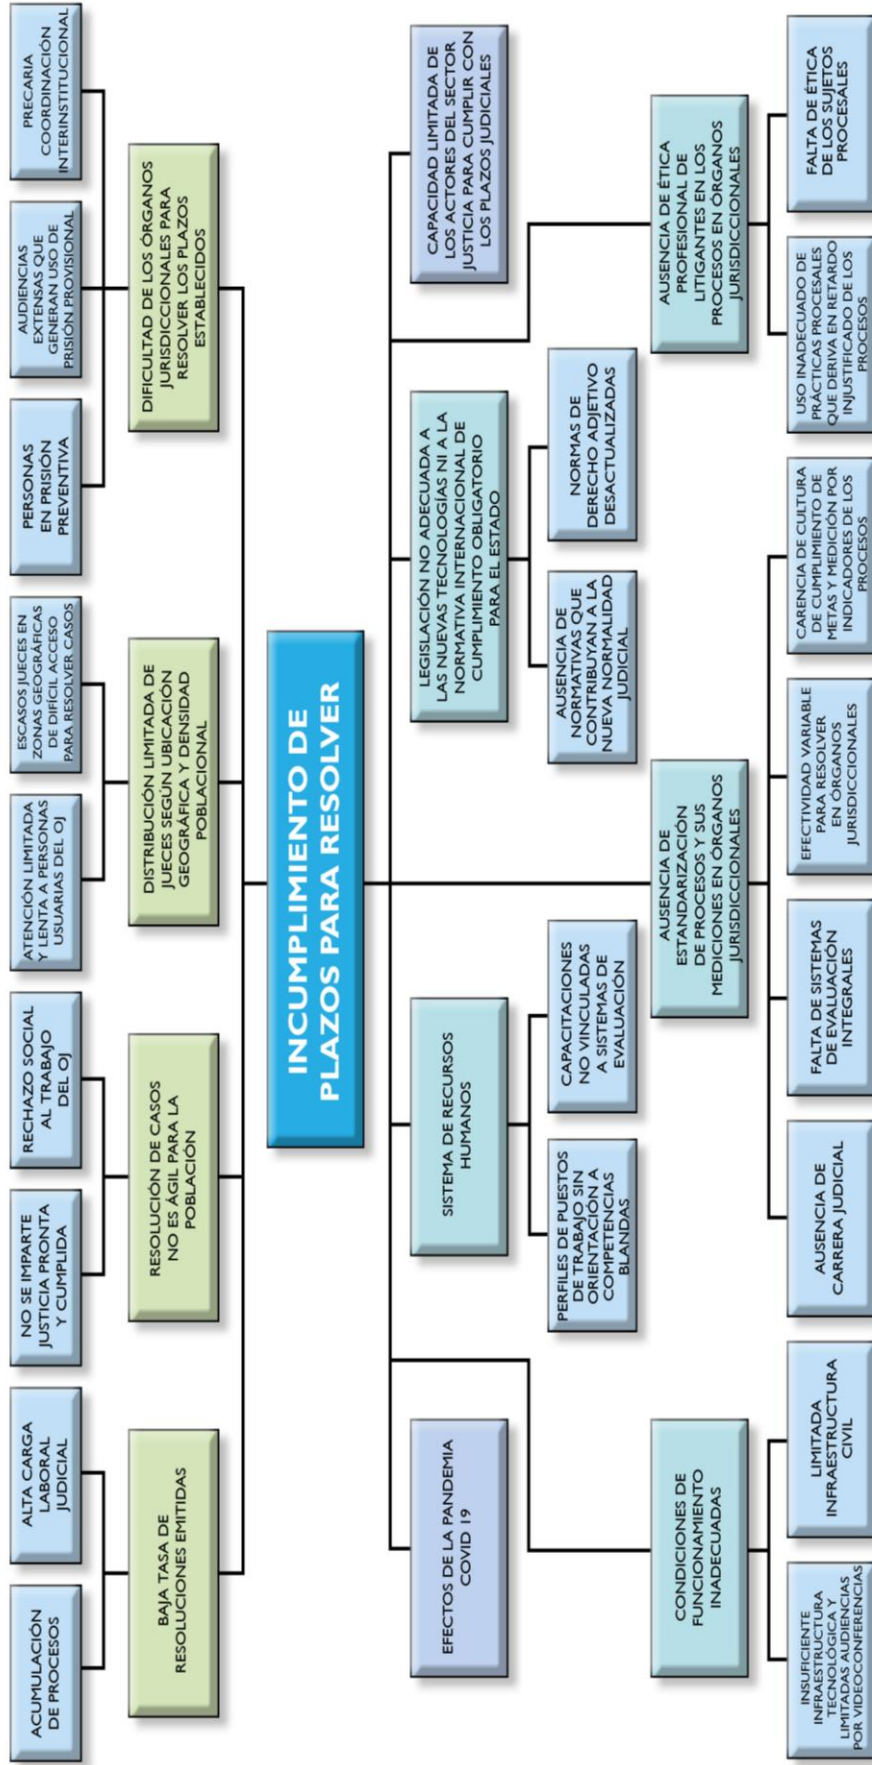 ACUMULACIÓN
DE PROCESOS
ALTA CARGA
LABORAL
JUDICIAL
NO SE IMPARTE
JUSTICIA PRONTA
Y CUMPLIDA
RECHAZO SOCIAL
AL TRABAJO
DEL OJ
ATENCIÓN LIMITADA
Y LENTA A PERSONAS
USUARIAS DEL OJ
ESCASOS JUECES EN
ZONAS GEOGRÁFICAS
DE DIFÍCIL ACCESO
PARA RESOLVER CASOS
PERSONAS
EN PRISIÓN
PREVENTIVA
AUDIENCIAS
EXTENSAS QUE
GENERAN USO DE
PRISIÓN PROVISIONAL
PRECARIA
COORDINACIÓN
INTERINSTITUCIONAL
BAJA TASA DE
RESOLUCIONES EMITIDAS
RESOLUCIÓN DE CASOS
NO ES ÁGIL PARA LA
POBLACIÓN
DISTRIBUCIÓN LIMITADA DE
JUECES SEGÚN UBICACIÓN
GEOGRÁFICA Y DENSIDAD
POBLACIONAL
DIFICULTAD DE LOS ÓRGANOS
JURISDICCIONALES PARA
RESOLVER LOS PLAZOS
ESTABLECIDOS
INCUMPLIMIENTO DE
PLAZOS PARA RESOLVER
EFECTOS DE LA PANDEMIA
COVID 19
SISTEMA DE RECURSOS
HUMANOS
LEGISLACIÓN NO ADECUADA A
LAS NUEVAS TECNOLOGÍAS NI A LA
NORMATIVA INTERNACIONAL DE
CUMPLIMIENTO OBLIGATORIO
PARA EL ESTADO
CAPACIDAD LIMITADA DE
LOS ACTORES DEL SECTOR
JUSTICIA PARA CUMPLIR CON
LOS PLAZOS JUDICIALES
PERFILES DE PUESTOS
DE TRABAJO SIN
ORIENTACIÓN A
COMPETENCIAS
BLANDAS
CAPACITACIONES
NO VINCULADAS
A SISTEMAS DE
EVALUACIÓN
AUSENCIA DE
NORMATIVAS QUE
CONTRIBUYAN A LA
NUEVA NORMALIDAD
JUDICIAL
NORMAS DE
DERECHO ADJETIVO
DESACTUALIZADAS
CONDICIONES DE
FUNCIONAMIENTO
INADECUADAS
AUSENCIA DE
ESTANDARIZACIÓN
DE PROCESOS Y SUS
MEDICIONES EN ÓRGANOS
JURISDICCIONALES
AUSENCIA DE ÉTICA
PROFESIONAL DE
LITIGANTES EN LOS
PROCESOS EN ÓRGANOS
JURISDICCIONALES
INSUFICIENTE
INFRAESTRUCTURA
TECNOLÓGICA Y
LIMITADAS AUDIENCIAS
POR VIDEOCONFERENCIAS
LIMITADA
INFRAESTRUCTURA
CIVIL
AUSENCIA DE
CARRERA JUDICIAL
FALTA DE SISTEMAS
DE EVALUACIÓN
INTEGRALES
EFECTIVIDAD VARIABLE
PARA RESOLVER
EN ÓRGANOS
JURISDICCIONALES
CARENCIA DE CULTURA
DE CUMPLIMIENTO DE
METAS Y MEDICIÓN POR
INDICADORES DE LOS
PROCESOS
USO INADECUADO DE
PRÁCTICAS PROCESALES
QUE DERIVA EN RETARDO
INJUSTIFICADO DE LOS
PROCESOS
FALTA DE ÉTICA
DE LOS SUJETOS
PROCESALES